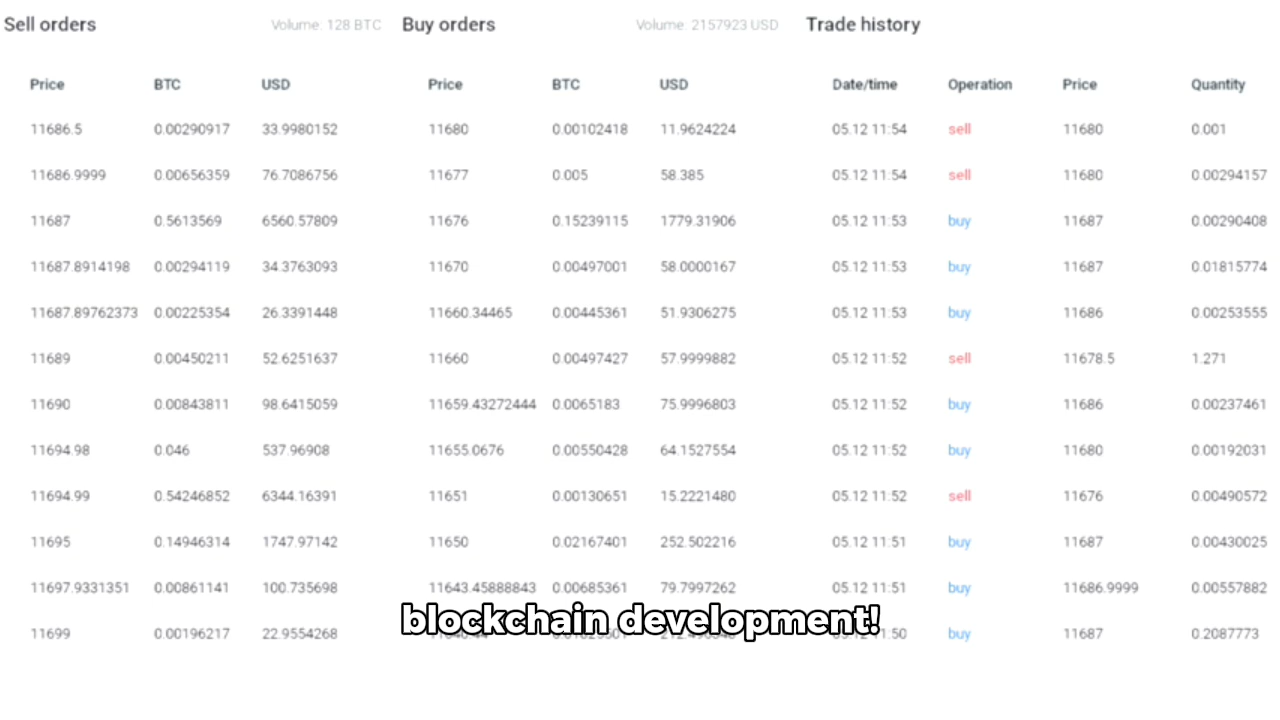 Sell orders Volume: 128 BTC Buy orders Volume: 2157923 USD Trade history
Price BTC USD Price BTC USD Date/time Operation Price Quantity
11686.5 0.00290917 33.9980152 11680 0.00102418 11.9624224 05.12 11:54 sell 11680 0.001
11686.9999 0.00656359 76.7086756 11677 0.005 58.385 05.12 11:54 sell 11680 0.00294157
11687 0.5613569 6560.57809 11676 0.15239115 1779.31906 05.12 11:53 buy 11687 0.00290408
11687.8914198 0.00294119 34.3763093 11670 0.00497001 58.0000167 05.12 11:53 buy 11687 0.01815774
11687.89762373 0.00225354 26.3391448 11660.34465 0.00445361 51.9306275 05.12 11:53 buy 11686 0.00253555
11689 0.00450211 52.6251637 11660 0.00497427 57.9999882 05.12 11:52 sell 11678.5 1.271
11690 0.00843811 98.6415059 11659.43272444 0.0065183 75.9996803 05.12 11:52 buy 11686 0.00237461
11694.98 0.046 537.96908 11655.0676 0.00550428 64.1527554 05.12 11:52 buy 11680 0.00192031
11694.99 0.54246852 6344.16391 11651 0.00130651 15.2221480 05.12 11:52 sell 11676 0.00490572
11695 0.14946314 1747.97142 11650 0.02167401 252.502216 05.12 11:51 buy 11687 0.00430025
11697.9331351 0.00861141 100.735698 11643.45888843 0.00685361 79.7997262 05.12 11:51 buy 11686.9999 0.00557882
11699 0.00196217 22.9554268 11:50 buy 11687 0.2087773
blockchain development!